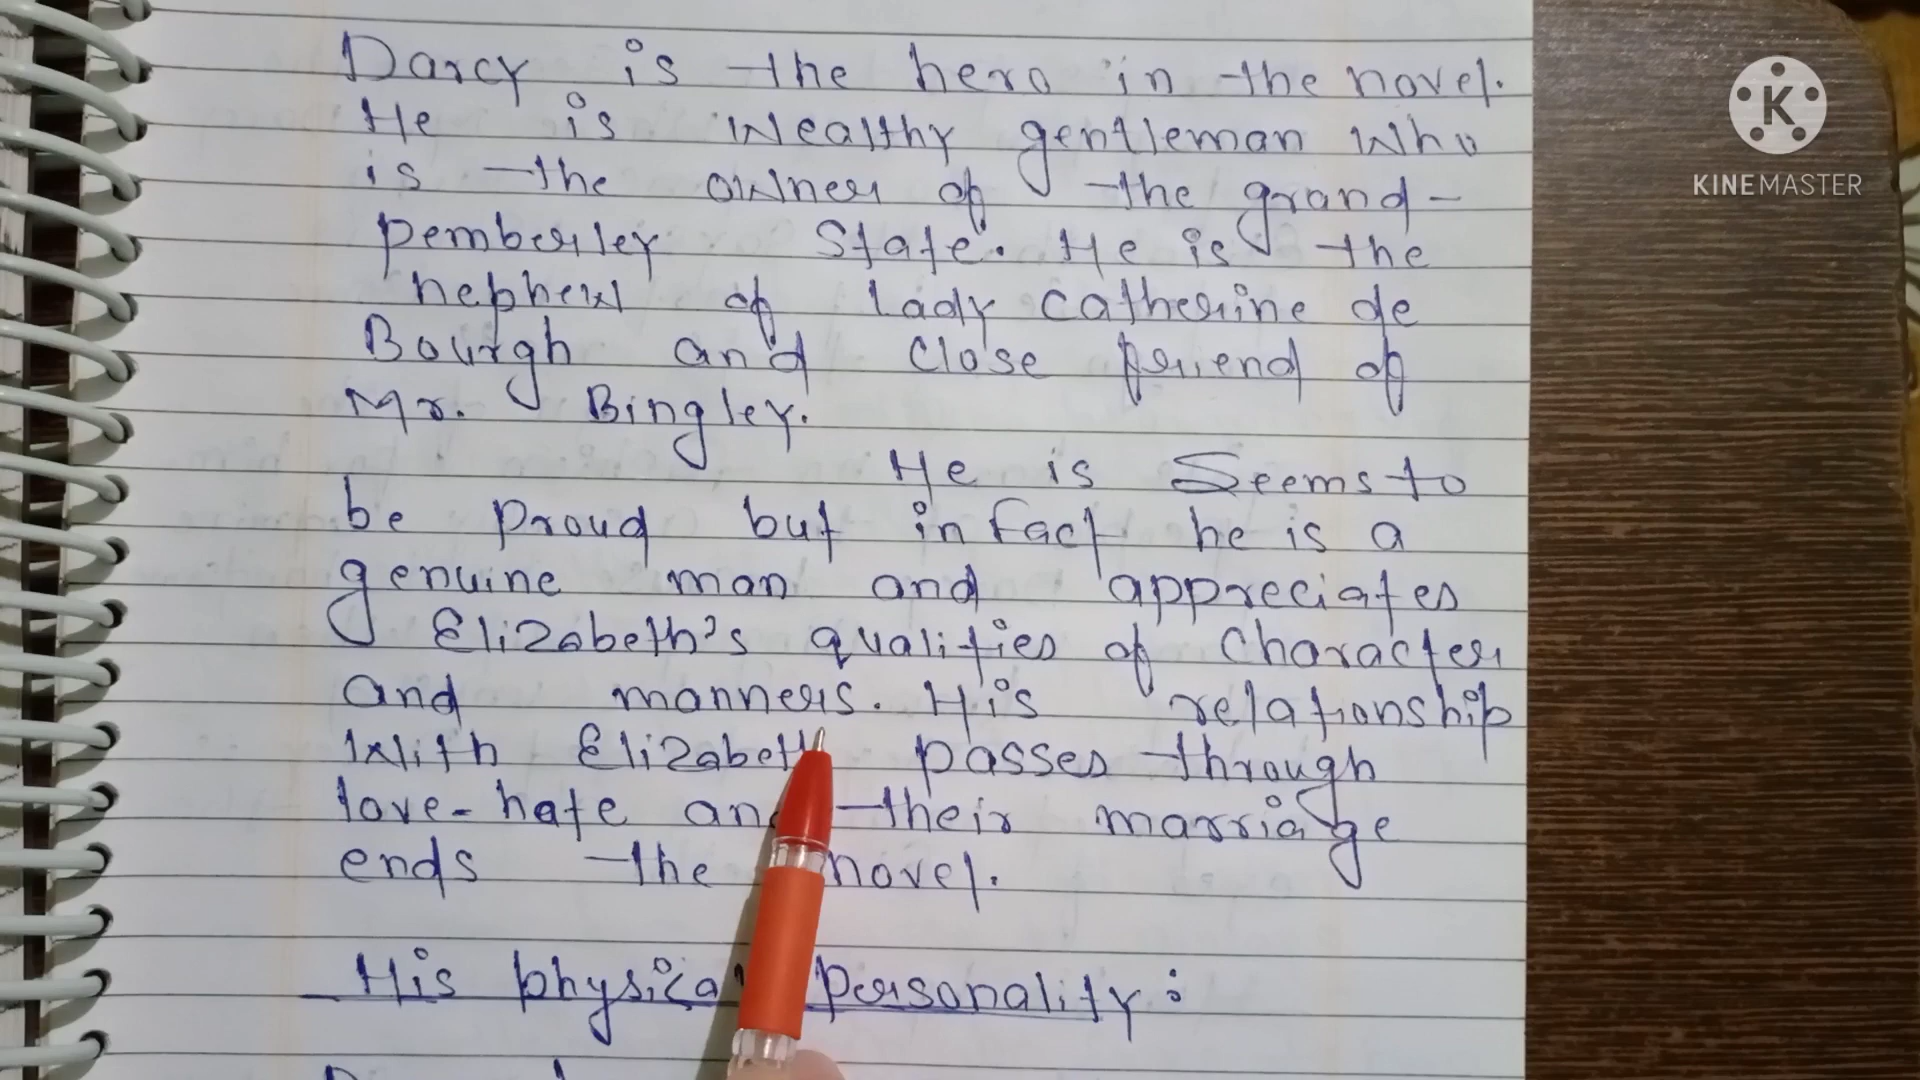 Darcy is the hero in the novel.
He is wealthy gentleman who
is the owner of the grand-
pemberley State. He is the
nephew of Lady Catherine de
Bourgh and close friend of
Mr. Bingley.
He is Seems to
be proud but infact he is a
genuine man and appreciates
Elizabeth's qualities of character
and manners. His relationship
with Elizabeth passes through
love-hate and their marriage
ends the novel.
His physical personality:
K
KINEMASTER